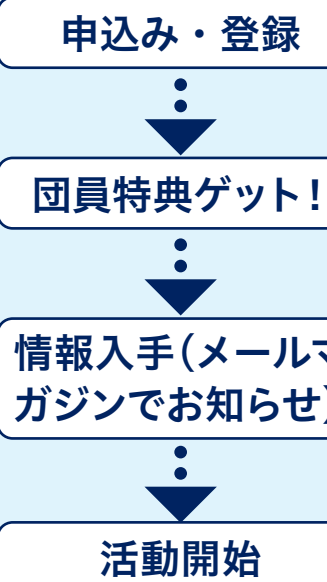 申込み・登録
団員特典ゲット!
情報入手(メールマ
ガジンでお知らせ)
活動開始